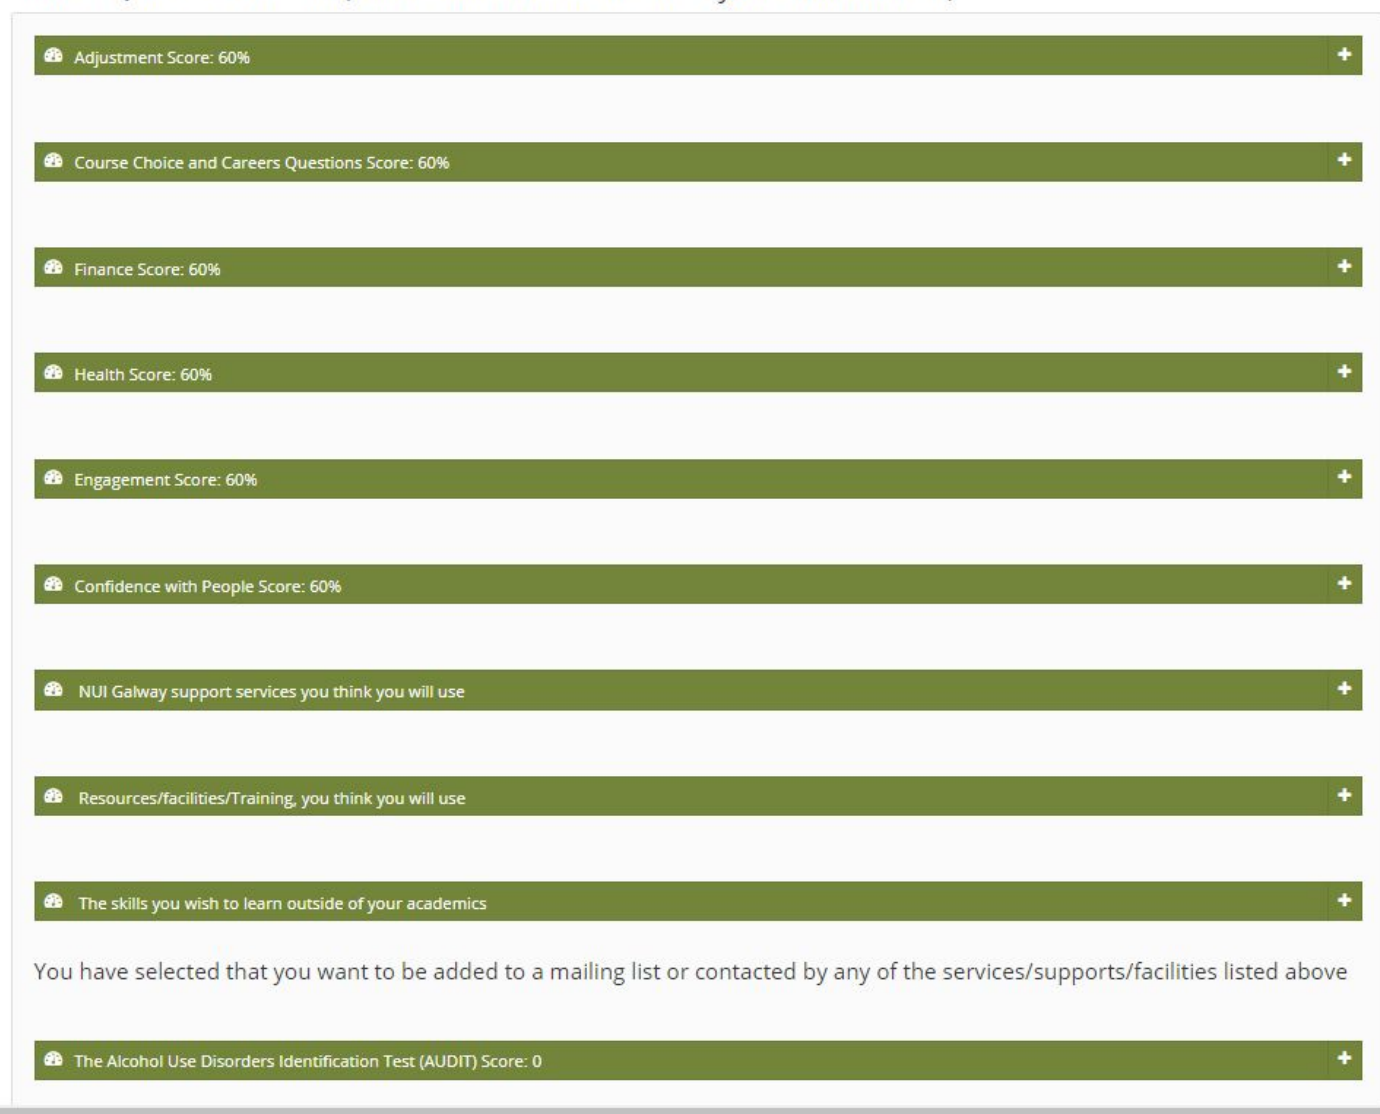 Adjustment Score: 60%
Course Choice and Careers Questions Score: 60%
Finance Score: 60%
Health Score: 60%
Engagement Score: 60%
Confidence with People Score: 60%
NUI Galway support services you think you will use
Resources/facilities/Training, you think you will use
The skills you wish to learn outside of your academics
You have selected that you want to be added to a mailing list or contacted by any of the services/supports/facilities listed above
The Alcohol Use Disorders Identification Test (AUDIT) Score: 0